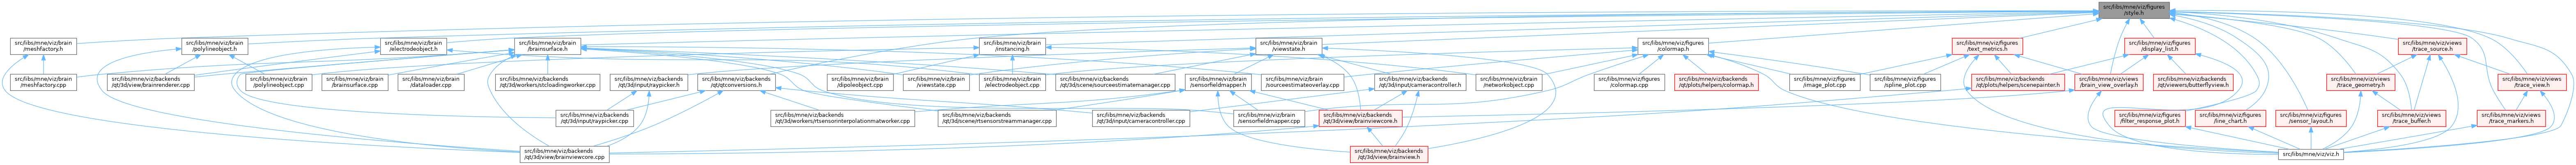 src/libs/mne/viz/figures
/style.h
src/libs/mne/viz/brain
/meshfactory.h
src/libs/mne/viz/brain
/polylineobject.h
src/libs/mne/viz/brain
/electrodeobject.h
src/libs/mne/viz/brain
/brainsurface.h
src/libs/mne/viz/brain
/instancing.h
src/libs/mne/viz/brain
/viewstate.h
src/libs/mne/viz/figures
/colormap.h
src/libs/mne/viz/figures
/text_metrics.h
src/libs/mne/viz/figures
/display_list.h
src/libs/mne/viz/views
/trace_source.h
src/libs/mne/viz/brain
/meshfactory.cpp
src/libs/mne/viz/backends
/qt/3d/view/brainrenderer.cpp
src/libs/mne/viz/brain
/polylineobject.cpp
src/libs/mne/viz/brain
/brainsurface.cpp
src/libs/mne/viz/brain
/dataloader.cpp
src/libs/mne/viz/backends
/qt/3d/workers/stcloadingworker.cpp
src/libs/mne/viz/backends
/qt/3d/input/raypicker.h
src/libs/mne/viz/backends
/qt/qtconversions.h
src/libs/mne/viz/brain
/dipoleobject.cpp
src/libs/mne/viz/brain
/viewstate.cpp
src/libs/mne/viz/brain
/electrodeobject.cpp
src/libs/mne/viz/backends
/qt/3d/scene/sourceestimatemanager.cpp
src/libs/mne/viz/brain
/sensorfieldmapper.h
src/libs/mne/viz/brain
/sourceestimateoverlay.cpp
src/libs/mne/viz/backends
/qt/3d/input/cameracontroller.h
src/libs/mne/viz/brain
/networkobject.cpp
src/libs/mne/viz/figures
/colormap.cpp
src/libs/mne/viz/backends
/qt/plots/helpers/colormap.h
src/libs/mne/viz/figures
/image_plot.cpp
src/libs/mne/viz/figures
/spline_plot.cpp
src/libs/mne/viz/backends
/qt/plots/helpers/scenepainter.h
src/libs/mne/viz/views
/brain_view_overlay.h
src/libs/mne/viz/backends
/qt/viewers/butterflyview.h
src/libs/mne/viz/views
/trace_geometry.h
src/libs/mne/viz/views
/trace_view.h
src/libs/mne/viz/backends
/qt/3d/input/raypicker.cpp
src/libs/mne/viz/backends
/qt/3d/workers/rtsensorinterpolationmatworker.cpp
src/libs/mne/viz/backends
/qt/3d/scene/rtsensorstreammanager.cpp
src/libs/mne/viz/backends
/qt/3d/input/cameracontroller.cpp
src/libs/mne/viz/brain
/sensorfieldmapper.cpp
src/libs/mne/viz/backends
/qt/3d/view/brainviewcore.h
src/libs/mne/viz/figures
/filter_response_plot.h
src/libs/mne/viz/figures
/line_chart.h
src/libs/mne/viz/figures
/sensor_layout.h
src/libs/mne/viz/views
/trace_buffer.h
src/libs/mne/viz/views
/trace_markers.h
src/libs/mne/viz/backends
/qt/3d/view/brainviewcore.cpp
src/libs/mne/viz/backends
/qt/3d/view/brainview.h
src/libs/mne/viz/viz.h